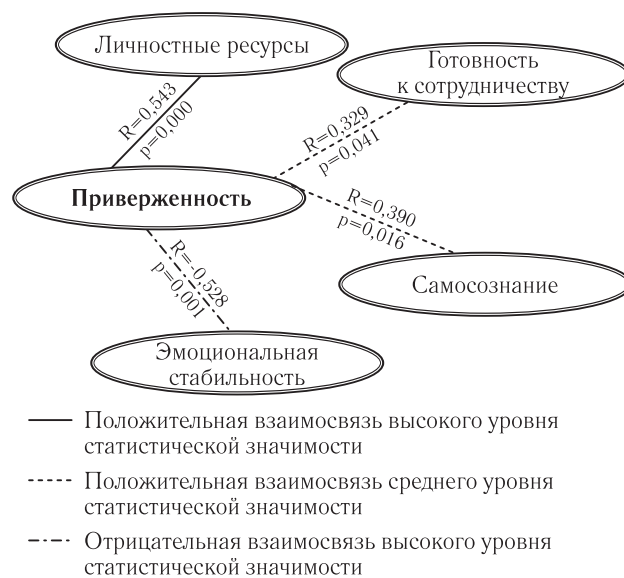 Личностные ресурсы
Готовность
к сотрудничеству
R=0,543
p=0,000
R=0,329
p=0,041
Приверженность
R=0,390
p=0,016
Самосознание
R=-0,528
p=0,001
Эмоциональная
стабильность
Положительная взаимосвязь высокого уровня
статистической значимости
Положительная взаимосвязь среднего уровня
статистической значимости
Отрицательная взаимосвязь высокого уровня
статистической значимости